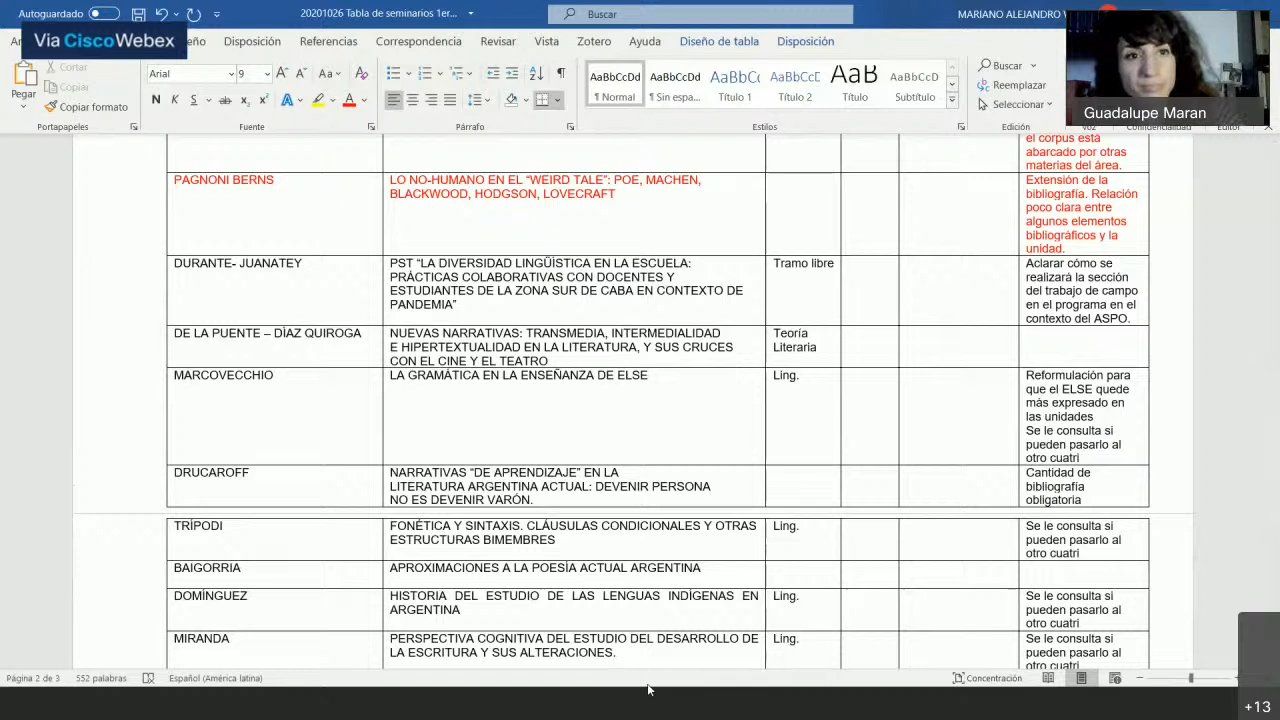 Autoguardado
20201026 Tabla de seminarios 1er...
Buscar
MARIANO ALEJANDRO
Vía CiscoWebex
Referencias
Correspondencia
Revisar
Vista
Zotero
Ayuda
Diseño de tabla
Disposición
Disposición
Pegar
Cortar
Copiar
Copiar formato
Portapapeles
Arial
9
Fuente
Párrafo
AaBbCcDd
¶ Normal
AaBbCcDd
¶ Sin espa...
AaBbCc
Título 1
AaBbCcE
Título 2
AaB
Título
AaBbCcD
Subtítulo
Estilos
Buscar
Reemplazar
Seleccionar
Edición
Guadalupe Maran
el corpus está
abarcado por otras
materias del área.
PAGNONI BERNS
LO NO-HUMANO EN EL “WEIRD TALE”: POE, MACHEN,
BLACKWOOD, HODGSON, LOVECRAFT
Extensión de la
bibliografía. Relación
poco clara entre
algunos elementos
bibliográficos y la
unidad.
DURANTE- JUANATEY
PST “LA DIVERSIDAD LINGÜÍSTICA EN LA ESCUELA:
PRÁCTICAS COLABORATIVAS CON DOCENTES Y
ESTUDIANTES DE LA ZONA SUR DE CABA EN CONTEXTO DE
PANDEMIA”
Tramo libre
Aclarar cómo se
realizará la sección
del trabajo de campo
en el programa en el
contexto del ASPO.
DE LA PUENTE – DÌAZ QUIROGA
NUEVAS NARRATIVAS: TRANSMEDIA, INTERMEDIALIDAD
E HIPERTEXTUALIDAD EN LA LITERATURA, Y SUS CRUCES
CON EL CINE Y EL TEATRO
Teoría
Literaria
MARCOVECCHIO
LA GRAMÁTICA EN LA ENSEÑANZA DE ELSE
Ling.
Reformulación para
que el ELSE quede
más expresado en
las unidades
Se le consulta si
pueden pasarlo al
otro cuatri
DRUCAROFF
NARRATIVAS “DE APRENDIZAJE” EN LA
LITERATURA ARGENTINA ACTUAL: DEVENIR PERSONA
NO ES DEVENIR VARÓN.
Cantidad de
bibliografía
obligatoria
TRÍPODI
FONÉTICA Y SINTAXIS. CLÁUSULAS CONDICIONALES Y OTRAS
ESTRUCTURAS BIMEMBRES
Ling.
Se le consulta si
pueden pasarlo al
otro cuatri
BAIGORRIA
APROXIMACIONES A LA POESÍA ACTUAL ARGENTINA
DOMÍNGUEZ
HISTORIA DEL ESTUDIO DE LAS LENGUAS INDÍGENAS EN
ARGENTINA
Ling.
Se le consulta si
pueden pasarlo al
otro cuatri
MIRANDA
PERSPECTIVA COGNITIVA DEL ESTUDIO DEL DESARROLLO DE
LA ESCRITURA Y SUS ALTERACIONES.
Ling.
Se le consulta si
pueden pasarlo al
otro cuatri
Página 2 de 3
552 palabras
Español (América latina)
Concentración
+13